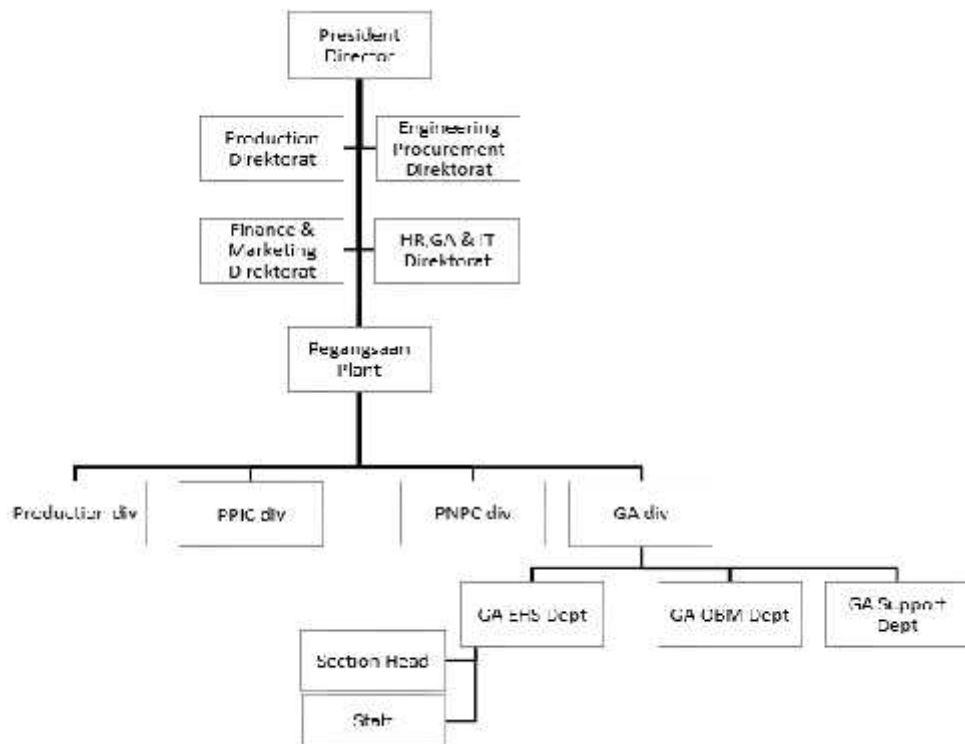 President
Director
Production
Direktorat
Engineering
Procurement
Direktorat
Finance &
Marketing
Direktorat
HR,GA & IT
Direktorat
Pegangsaan
Plant
Production div
PPIC div
PNPC div
GA div
GA EHS Dept
GA OBM Dept
GA Support
Dept
Section Head
Staff